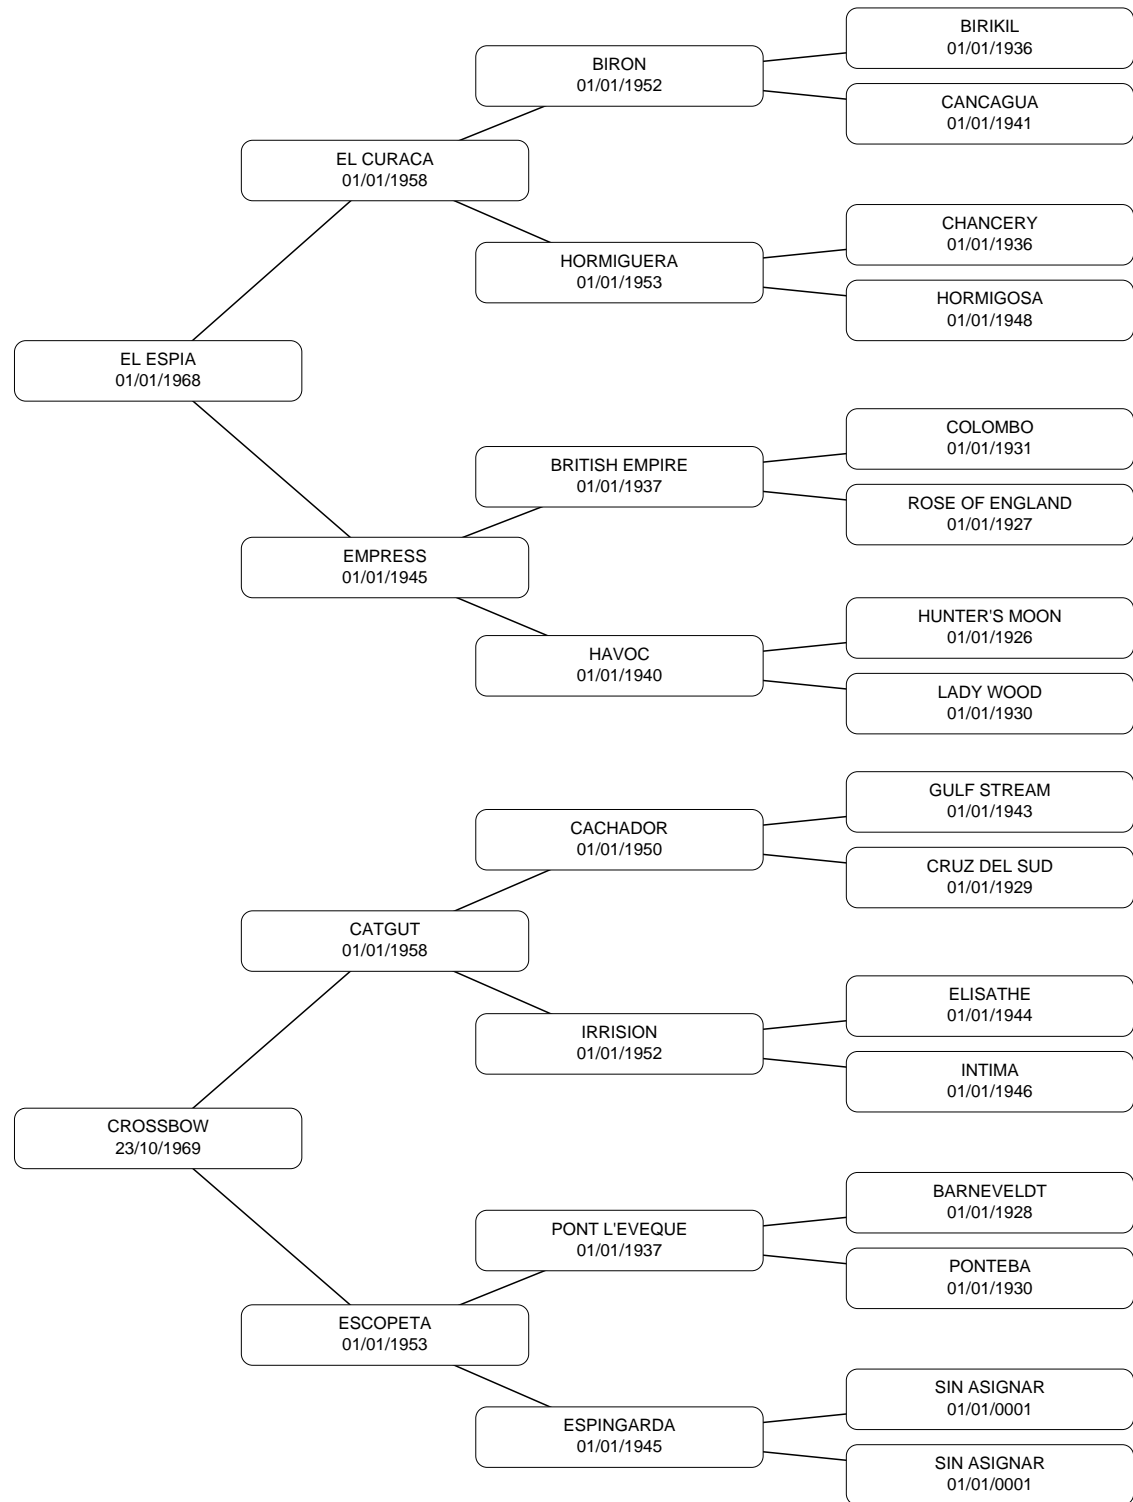 BIRIKIL
01/01/1936
BIRON
01/01/1952
CANCAGUA
01/01/1941
EL CURACA
01/01/1958
CHANCERY
01/01/1936
HORMIGUERA
01/01/1953
HORMIGOSA
01/01/1948
EL ESPIA
01/01/1968
COLOMBO
01/01/1931
BRITISH EMPIRE
01/01/1937
ROSE OF ENGLAND
01/01/1927
EMPRESS
01/01/1945
HUNTER'S MOON
01/01/1926
HAVOC
01/01/1940
LADY WOOD
01/01/1930
GULF STREAM
01/01/1943
CACHADOR
01/01/1950
CRUZ DEL SUD
01/01/1929
CATGUT
01/01/1958
ELISATHE
01/01/1944
IRRISION
01/01/1952
INTIMA
01/01/1946
CROSSBOW
23/10/1969
BARNEVELDT
01/01/1928
PONT L'EVEQUE
01/01/1937
PONTEBA
01/01/1930
ESCOPETA
01/01/1953
SIN ASIGNAR
01/01/0001
ESPINGARDA
01/01/1945
SIN ASIGNAR
01/01/0001